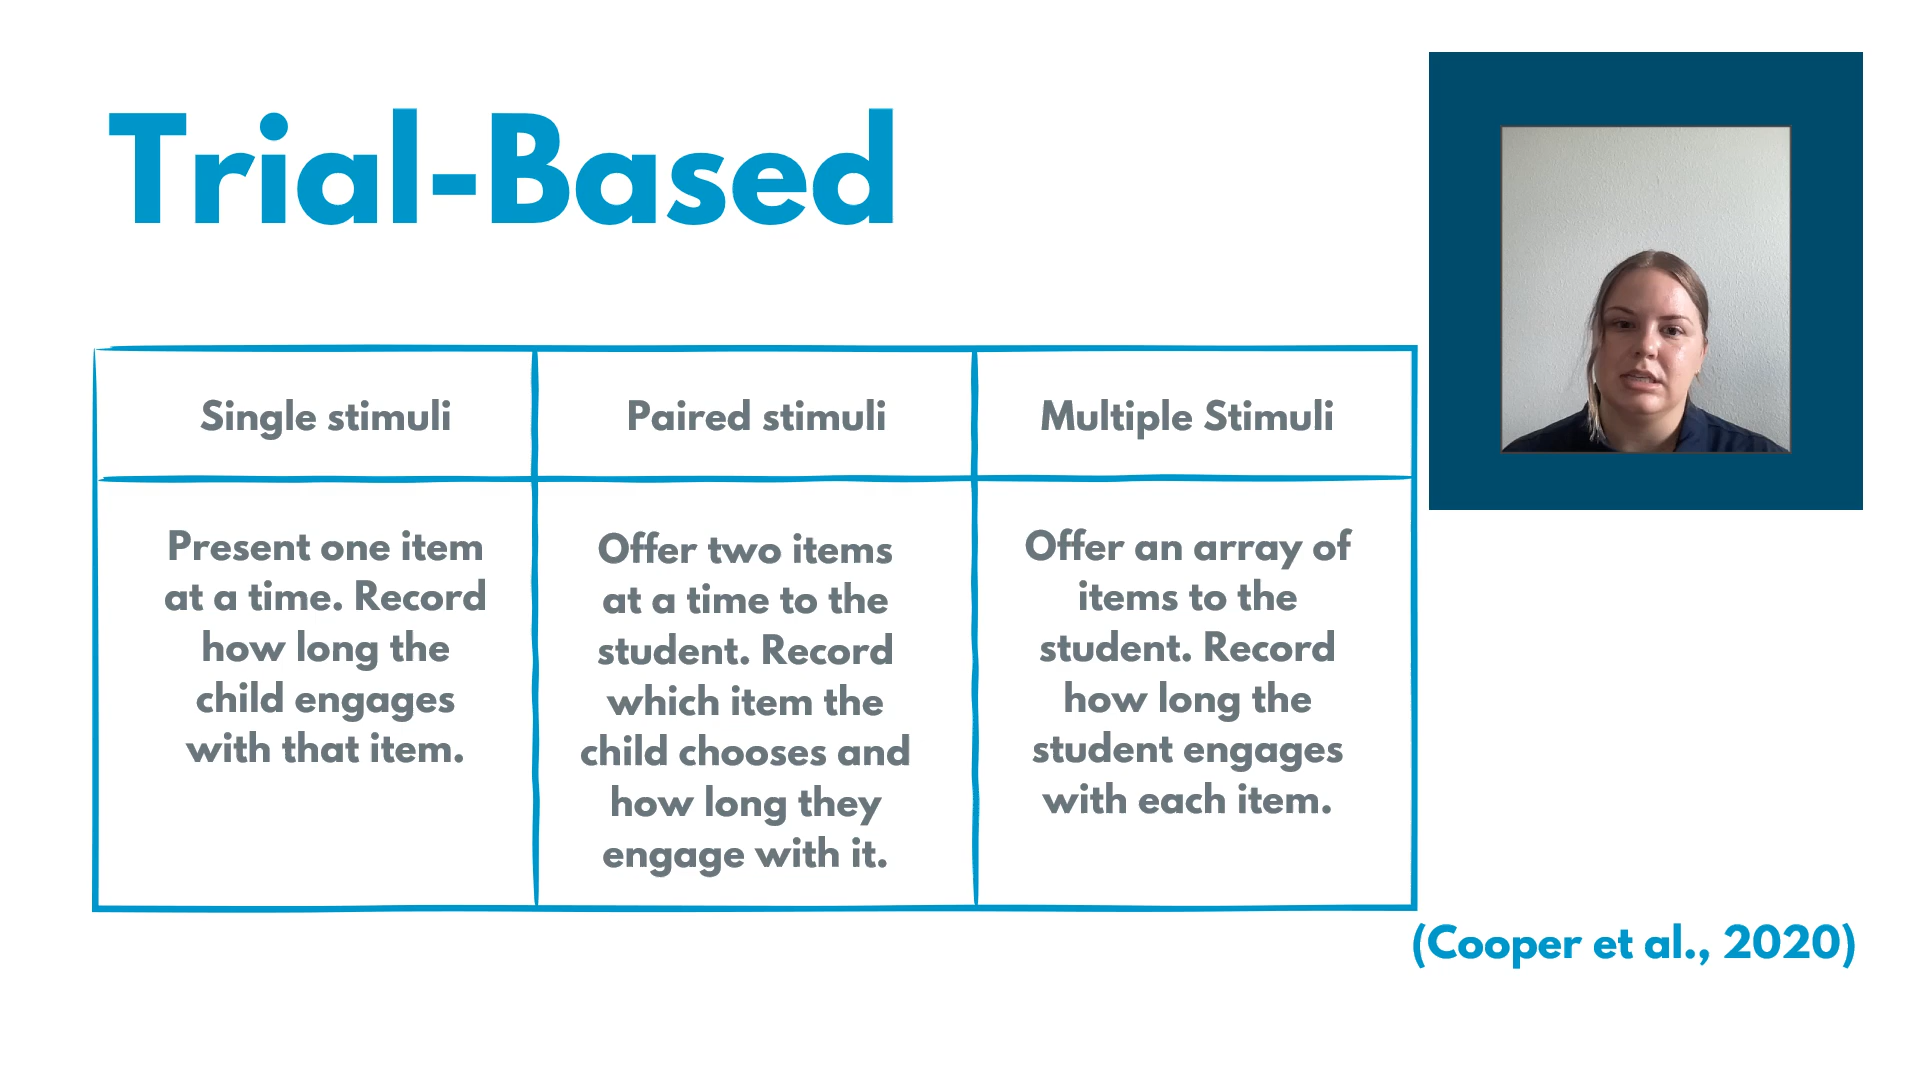 Trial-Based
Single stimuli
Present one item
at a time. Record
how long the
child engages
with that item.
Paired stimuli
Offer two items
at a time to the
student. Record
which item the
child chooses and
how long they
engage with it.
Multiple Stimuli
Offer an array of
items to the
student. Record
how long the
student engages
with each item.
(Cooper et al., 2020)